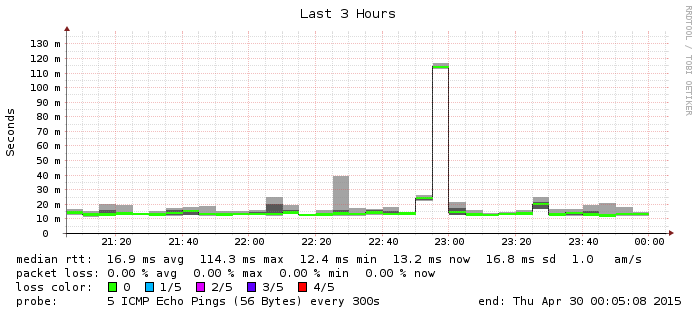 Last 3 Hours
RRDTOOL / TOBI OETIKER
Seconds
130 m
120 m
110 m
100 m
90 m
80 m
70 m
60 m
50 m
40 m
30 m
20 m
10 m
0
21:20 21:40 22:00 22:20 22:40 23:00 23:20 23:40 00:00
median rtt: 16.9 ms avg 114.3 ms max 12.4 ms min 13.2 ms now 16.8 ms sd 1.0 am/s
packet loss: 0.00 % avg 0.00 % max 0.00 % min 0.00 % now
loss color: 0 1/5 2/5 3/5 4/5
probe: 5 ICMP Echo Pings (56 Bytes) every 300s end: Thu Apr 30 00:05:08 2015